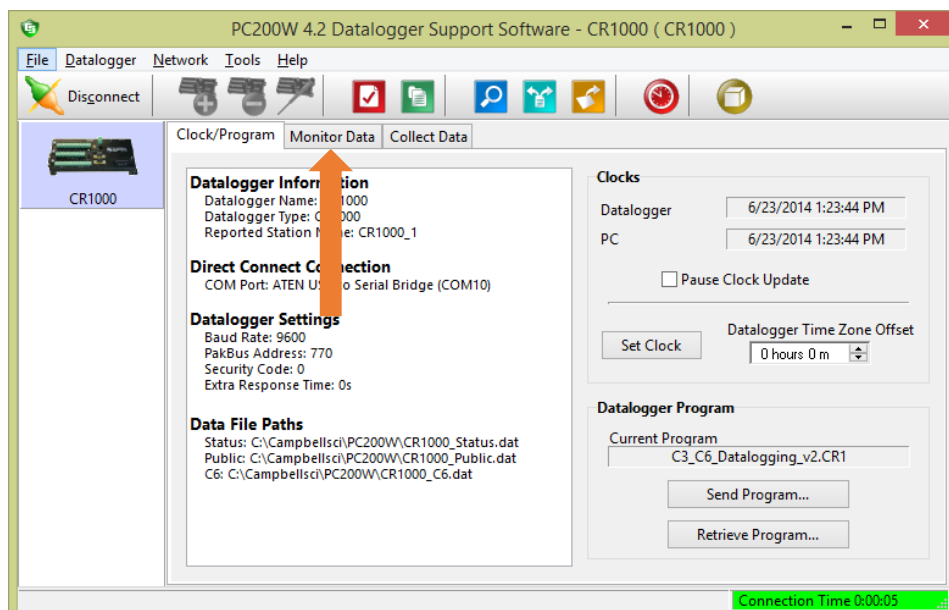 PC200W 4.2 Datalogger Support Software - CR1000 ( CR1000 )
File Datalogger Network Tools Help
Disconnect
CR1000
Clock/Program Monitor Data Collect Data
Datalogger Information
Datalogger Name: 1000
Datalogger Type: C 000
Reported Station N e: CR1000_1
Direct Connect Connection
COM Port: ATEN US o Serial Bridge (COM10)
Datalogger Settings
Baud Rate: 9600
PakBus Address: 770
Security Code: 0
Extra Response Time: 0s
Data File Paths
Status: C:\Campbellsci\PC200W\CR1000_Status.dat
Public: C:\Campbellsci\PC200W\CR1000_Public.dat
C6: C:\Campbellsci\PC200W\CR1000_C6.dat
Clocks
Datalogger 6/23/2014 1:23:44 PM
PC 6/23/2014 1:23:44 PM
Pause Clock Update
Set Clock
Datalogger Time Zone Offset
0 hours 0 m
Datalogger Program
Current Program
C3_C6_Datalogging_v2.CR1
Send Program...
Retrieve Program...
Connection Time 0:00:05